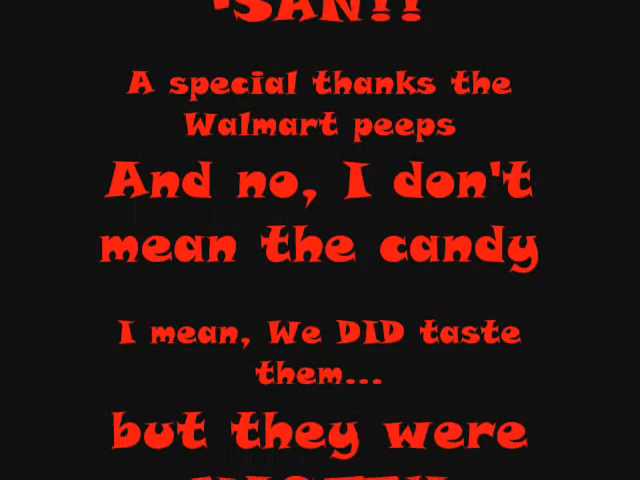 'SAN!!
A special thanks the
Walmart peeps
And no, I don't
mean the candy
I mean, We DID taste
them...
but they were